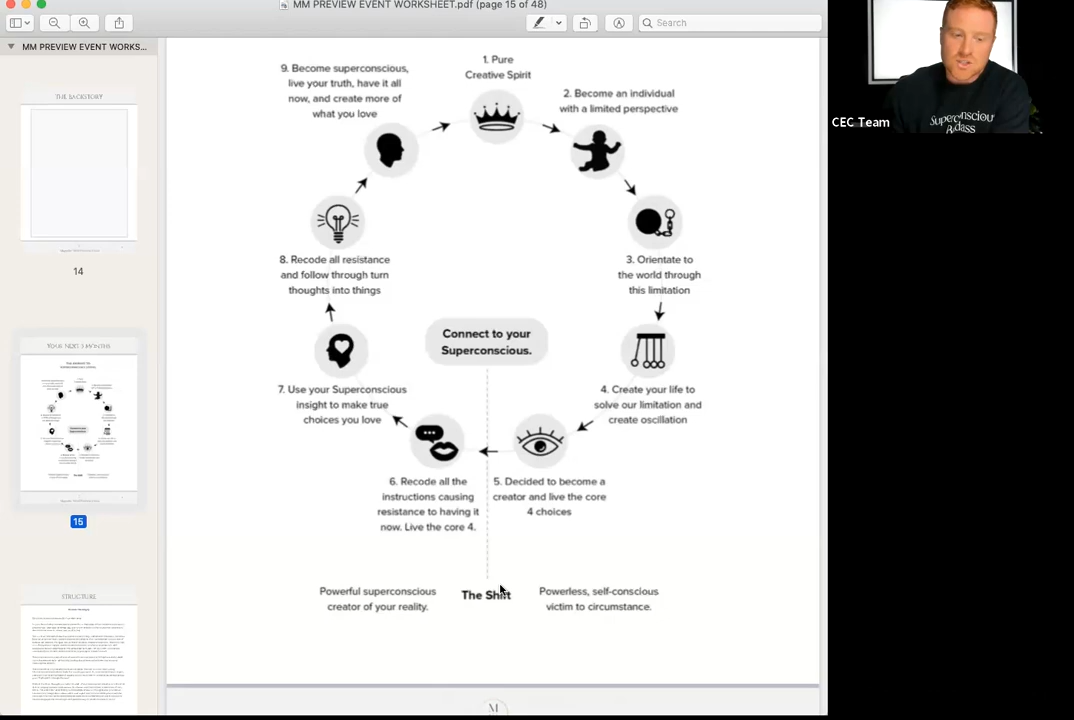 MM PREVIEW EVENT WORKSHEET.pdf (page 15 of 48)
Search
MM PREVIEW EVENT WORKS...
THE BACKSTORY
14
YOUR NEXT 3 MONTHS
15
STRUCTURE
1. Pure
Creative Spirit
2. Become an individual
with a limited perspective
3. Orientate to
the world through
this limitation
4. Create your life to
solve our limitation and
create oscillation
5. Decided to become a
creator and live the core
4 choices
6. Recode all the
instructions causing
resistance to having it
now. Live the core 4.
7. Use your Superconscious
insight to make true
choices you love
8. Recode all resistance
and follow through turn
thoughts into things
9. Become superconscious,
live your truth, have it all
now, and create more of
what you love
Connect to your
Superconscious.
Powerful superconscious
creator of your reality.
The Shift
Powerless, self-conscious
victim to circumstance.
M
CEC Team
Superconscious
Badass